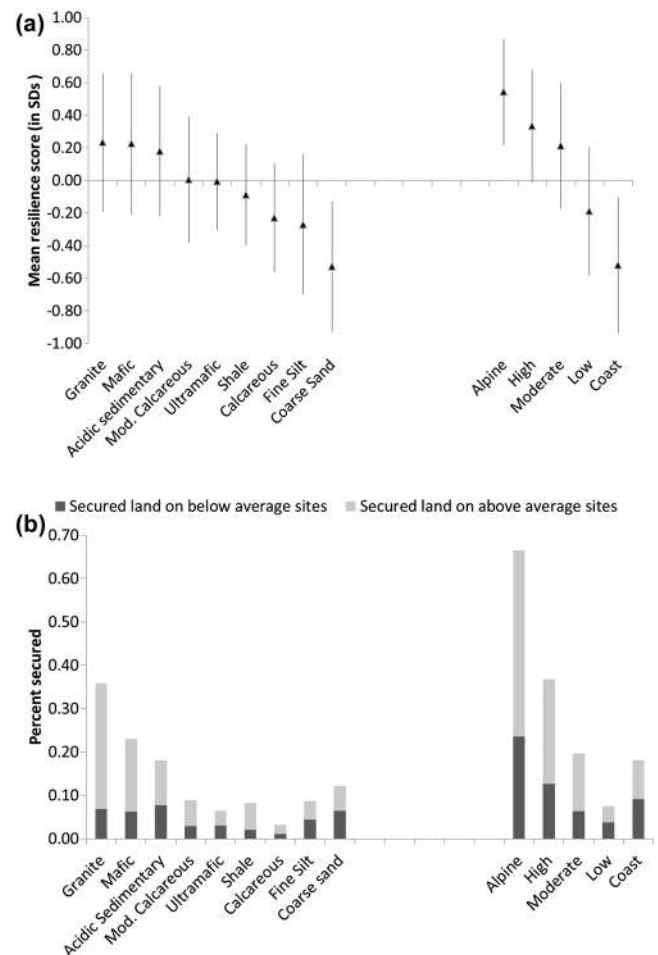 (a)
Mean resilience score (in SDs)
1.00
0.80
0.60
0.40
0.20
0.00
-0.20
-0.40
-0.60
-0.80
-1.00
Granite
Mafic
Acidic sedimentary
Mod. Calcareous
Ultramafic
Shale
Calcareous
Fine Silt
Coarse Sand
Alpine
High
Moderate
Low
Coast
Secured land on below average sites
Secured land on above average sites
(b)
Percent secured
0.70
0.60
0.50
0.40
0.30
0.20
0.10
0.00
Granite
Mafic
Acidic Sedimentary
Mod. Calcareous
Ultramafic
Shale
Calcareous
Fine Silt
Coarse Sand
Alpine
High
Moderate
Low
Coast